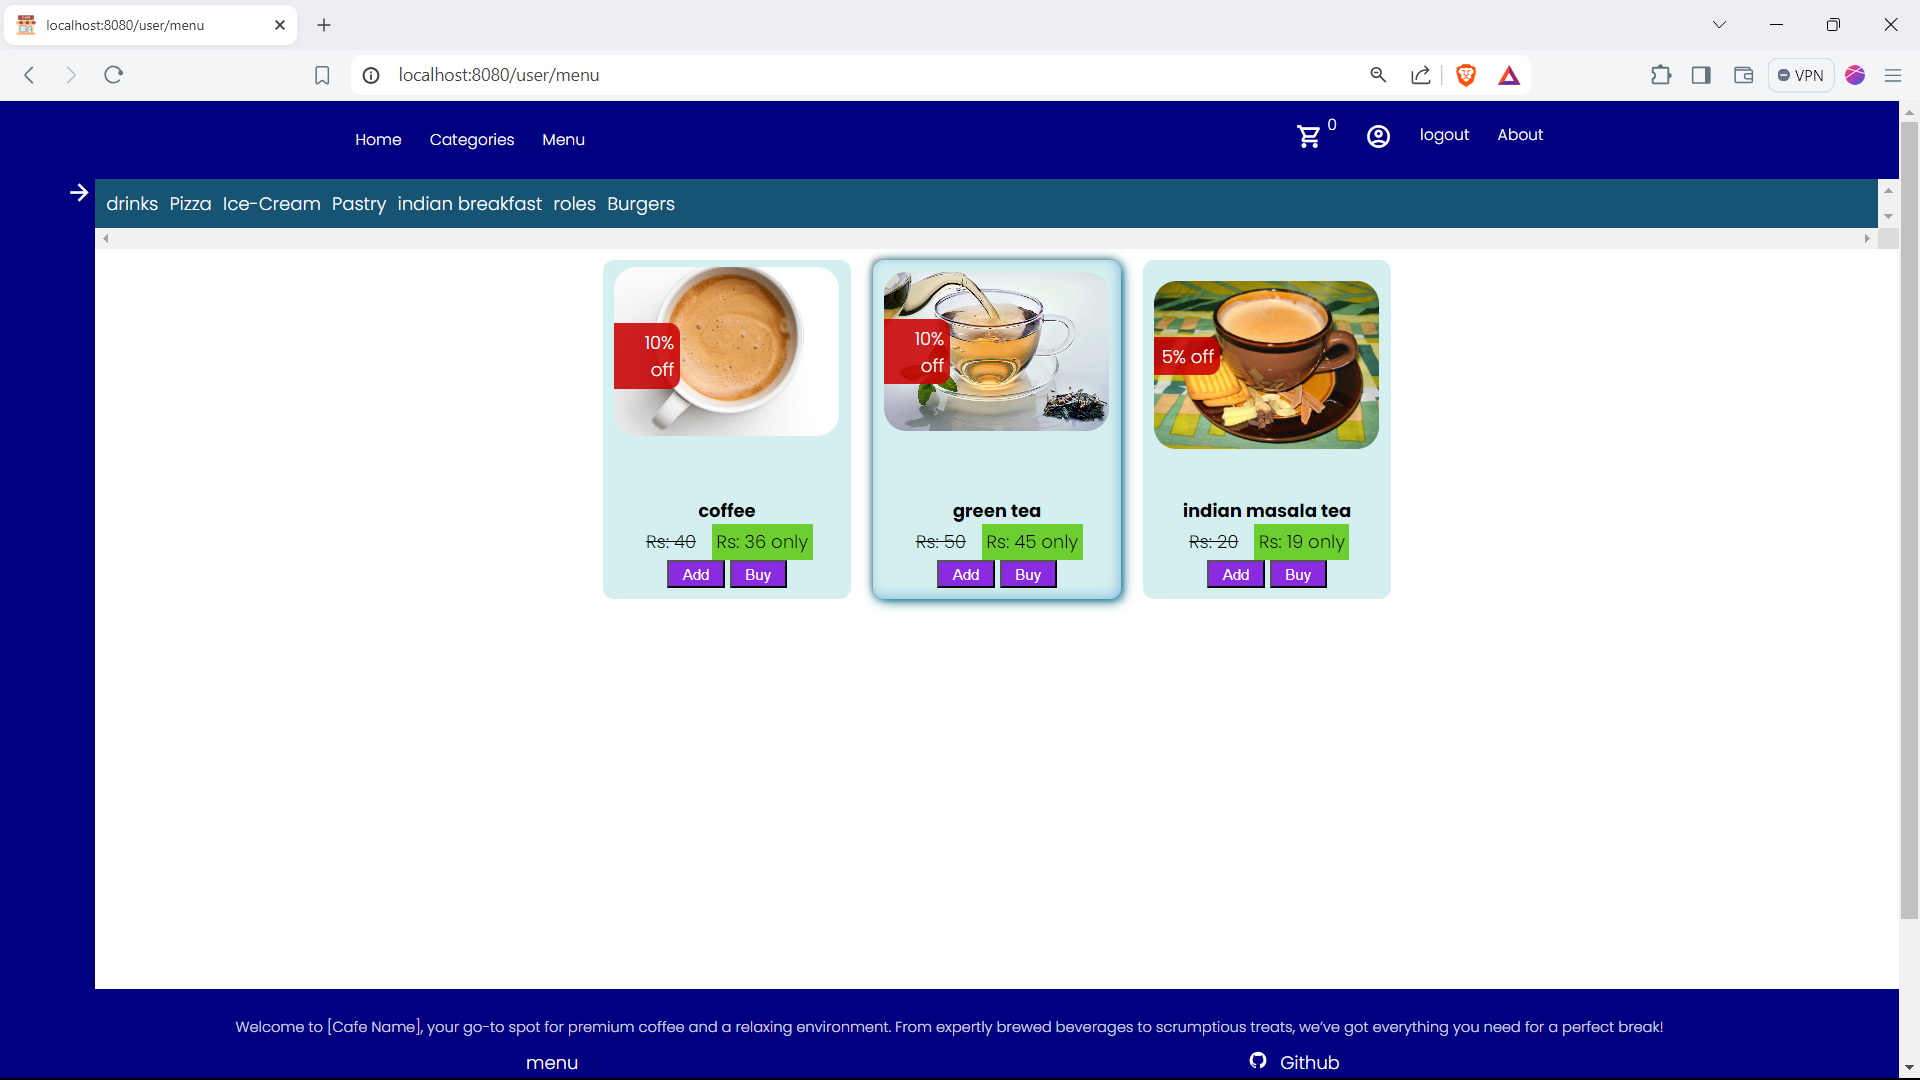 localhost:8080/user/menu
localhost:8080/user/menu
VPN
Home Categories Menu 0 logout About
drinks Pizza Ice-Cream Pastry indian breakfast roles Burgers
10%
off
10%
off
5% off
coffee
Rs: 40 Rs: 36 only
Add Buy
green tea
Rs: 50 Rs: 45 only
Add Buy
indian masala tea
Rs: 20 Rs: 19 only
Add Buy
Welcome to [Cafe Name], your go-to spot for premium coffee and a relaxing environment. From expertly brewed beverages to scrumptious treats, we've got everything you need for a perfect break!
menu Github